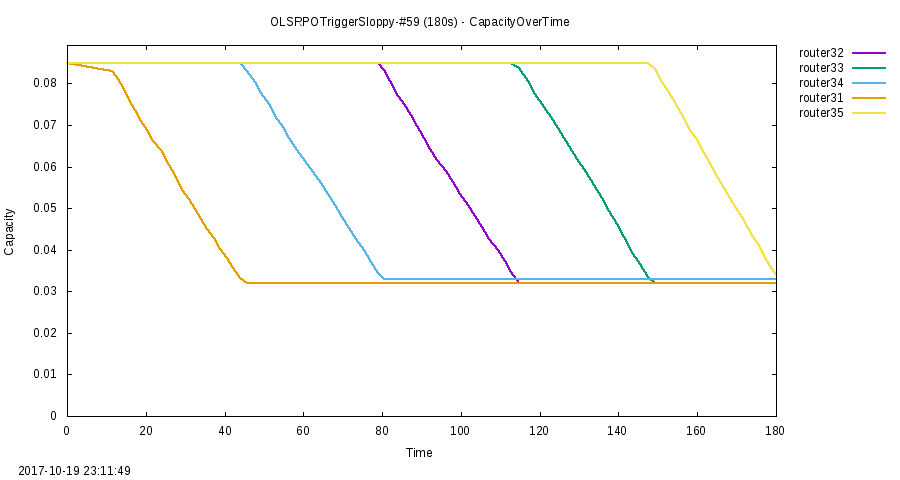 OLSRPOTriggerSloppy-#59 (180s) - CapacityOverTime
router32
router33
router34
router31
router35
0.08
0.07
0.06
0.05
0.04
0.03
0.02
0.01
0
Capacity
0 20 40 60 80 100 120 140 160 180
Time
2017-10-19 23:11:49